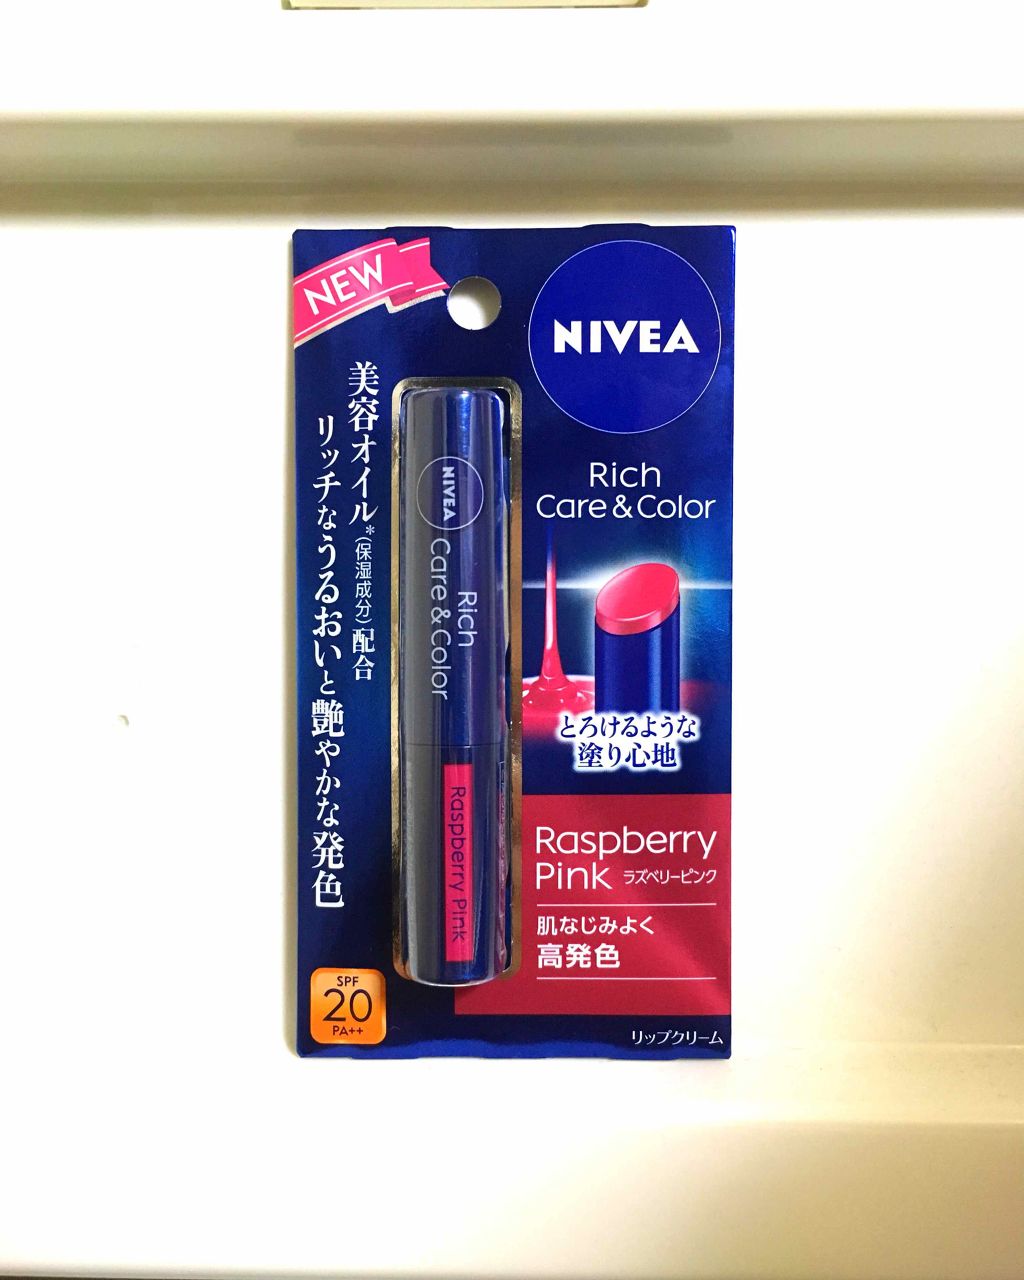 NEW
NIVEA
Rich
Care & Color
美容オイル*(保湿成分)配合
リッチなうるおいと艶やかな発色
NIVEA
Rich
Care & Color
Raspberry Pink
とろけるような
塗り心地
Raspberry
Pink ラズベリーピンク
肌なじみよく
高発色
SPF
20
PA++
リップクリーム